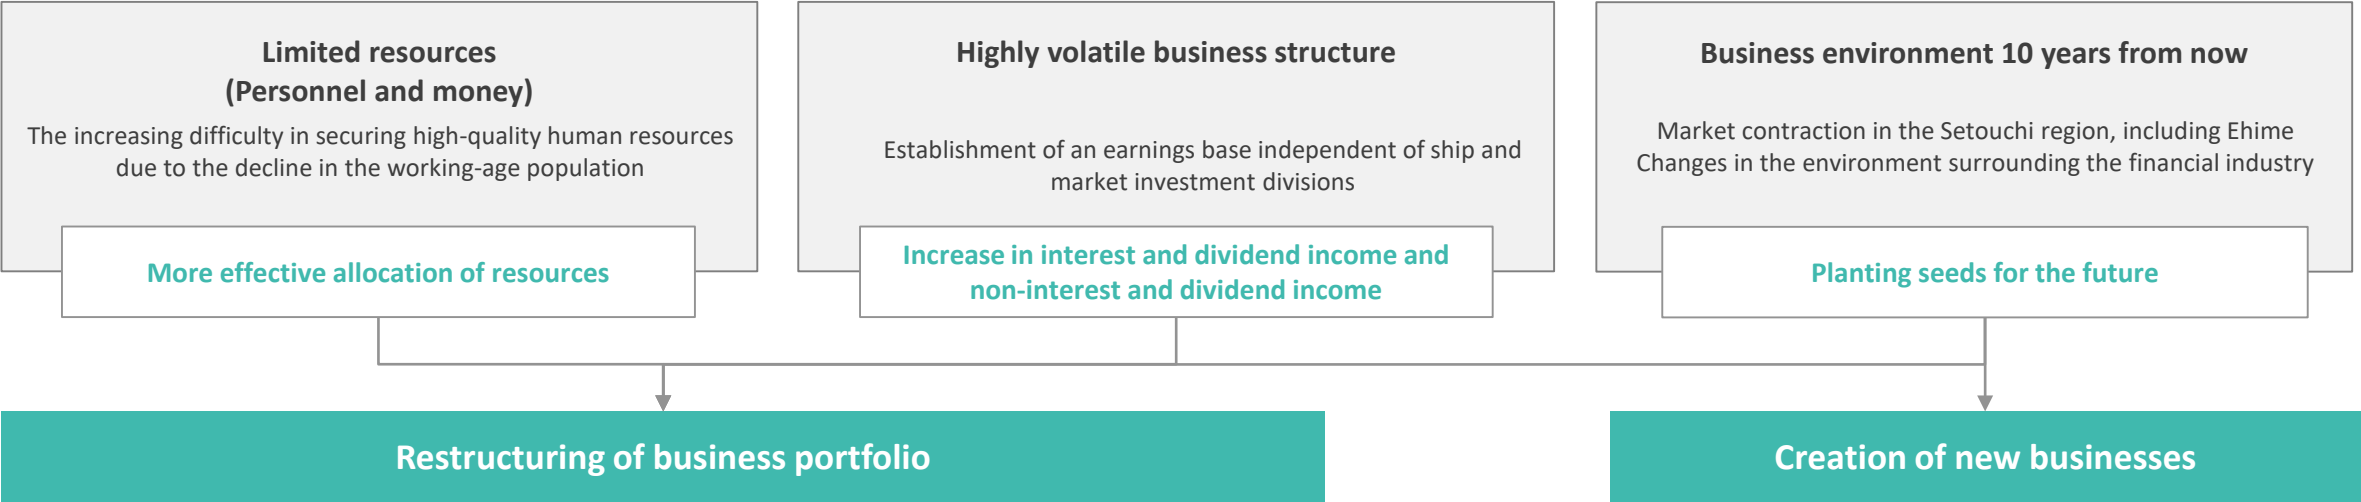 Limited resources
(Personnel and money)
The increasing difficulty in securing high-quality human resources
due to the decline in the working-age population
More effective allocation of resources
Highly volatile business structure
Establishment of an earnings base independent of ship and
market investment divisions
Increase in interest and dividend income and
non-interest and dividend income
Business environment 10 years from now
Market contraction in the Setouchi region, including Ehime
Changes in the environment surrounding the financial industry
Planting seeds for the future
Restructuring of business portfolio
Creation of new businesses